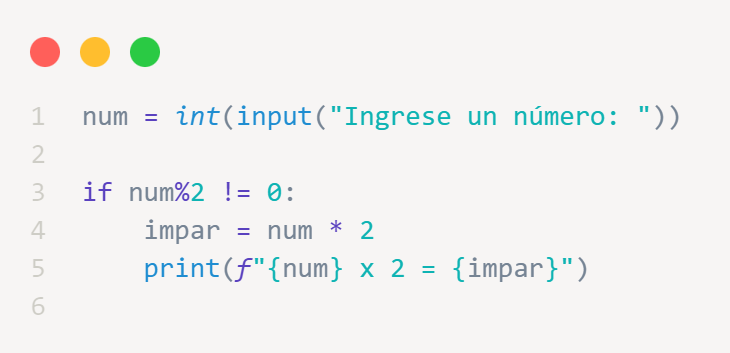 1 num = int(input("Ingrese un número: "))
2
3 if num%2 != 0:
4     impar = num * 2
5     print(f"{num} x 2 = {impar}")
6